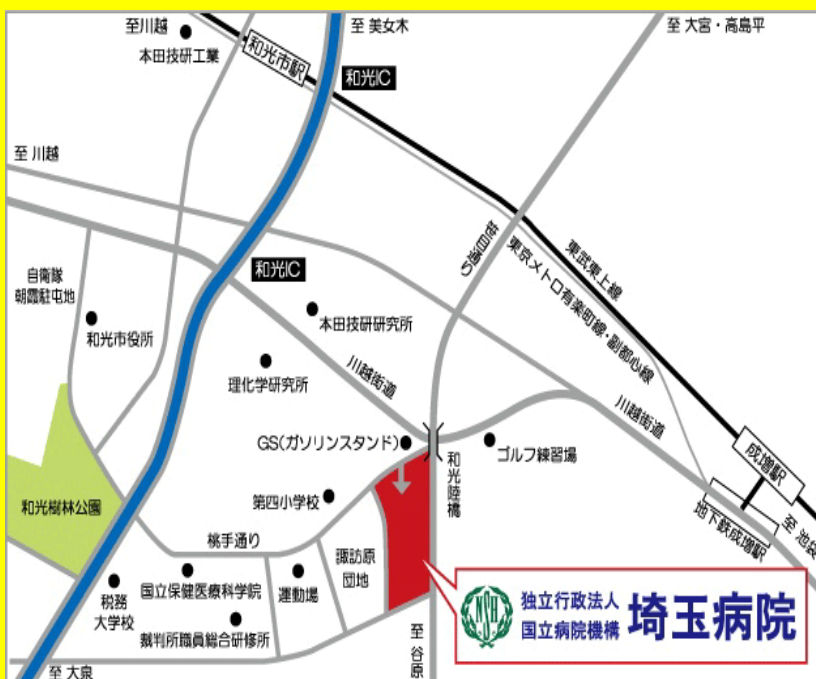 至川越
本田技研工業
和光市駅
至 美女木
和光IC
至 大宮・高島平
至 川越
笹目通り
東武東上線
東京メトロ有楽町線・副都心線
自衛隊
朝霞駐屯地
和光IC
和光市役所
本田技研研究所
理化学研究所
川越街道
川越街道
GS(ガソリンスタンド)
ゴルフ練習場
和光陸橋
成増駅
地下鉄成増駅
至 池袋
和光樹林公園
第四小学校
桃手通り
諏訪原
団地
税務
大学校
国立保健医療科学院
運動場
裁判所職員総合研修所
至 大泉
至 谷原
NSH
独立行政法人
国立病院機構
埼玉病院